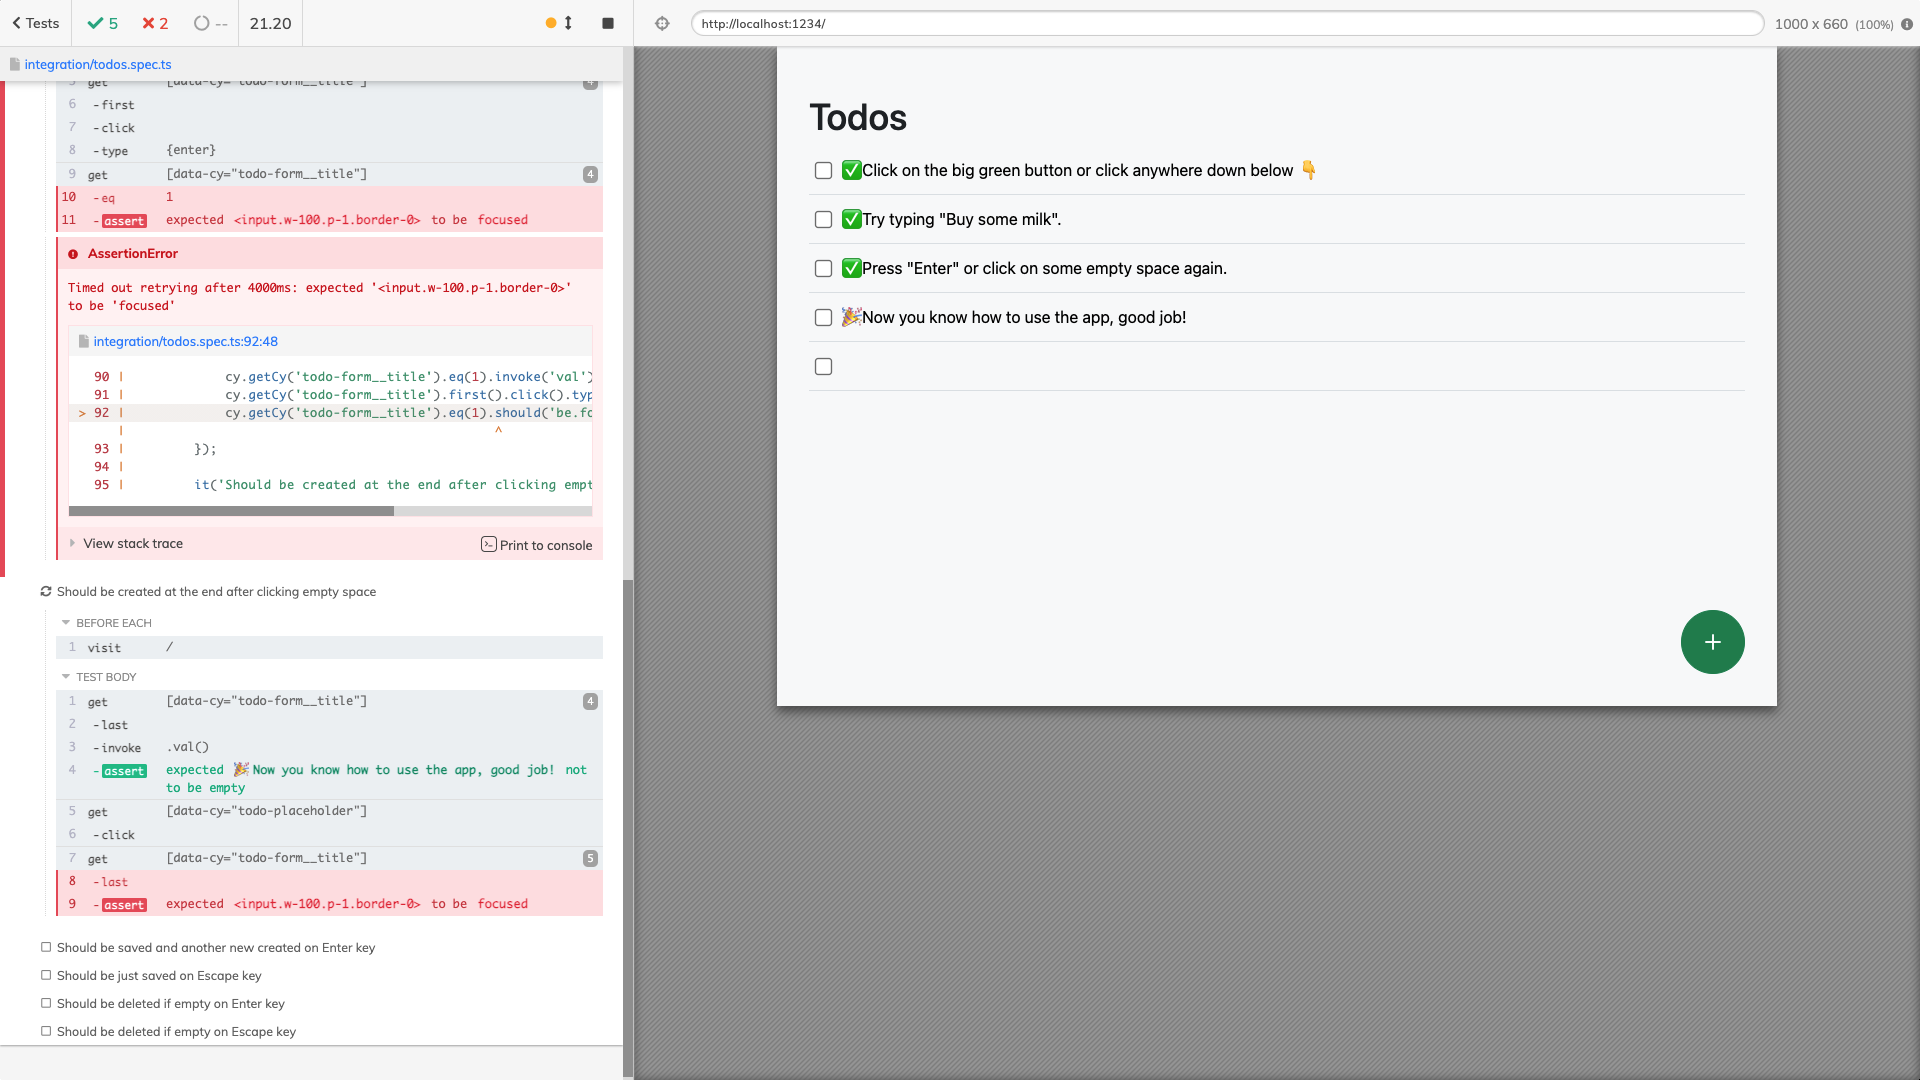 Tests
5
2
--
21.20
http://localhost:1234/
1000 x 660 (100%)
integration/todos.spec.ts
5 get [data-cy="todo-form__title"] 4
6 -first
7 -click
8 -type {enter}
9 get [data-cy="todo-form__title"] 4
10 -eq 1
11 -assert expected <input.w-100.p-1.border-0> to be focused
AssertionError
Timed out retrying after 4000ms: expected '<input.w-100.p-1.border-0>'
to be 'focused'
integration/todos.spec.ts:92:48
90 | cy.getCy('todo-form__title').eq(1).invoke('val')
91 | cy.getCy('todo-form__title').first().click().typ
> 92 | cy.getCy('todo-form__title').eq(1).should('be.fo
| ^
93 | });
94 |
95 | it('Should be created at the end after clicking empt
View stack trace
Print to console
Should be created at the end after clicking empty space
BEFORE EACH
1 visit /
TEST BODY
1 get [data-cy="todo-form__title"] 4
2 -last
3 -invoke .val()
4 -assert expected 🎉Now you know how to use the app, good job! not
to be empty
5 get [data-cy="todo-placeholder"]
6 -click
7 get [data-cy="todo-form__title"] 5
8 -last
9 -assert expected <input.w-100.p-1.border-0> to be focused
Should be saved and another new created on Enter key
Should be just saved on Escape key
Should be deleted if empty on Enter key
Should be deleted if empty on Escape key
Todos
✅Click on the big green button or click anywhere down below 👇
✅Try typing "Buy some milk".
✅Press "Enter" or click on some empty space again.
🎉Now you know how to use the app, good job!
+